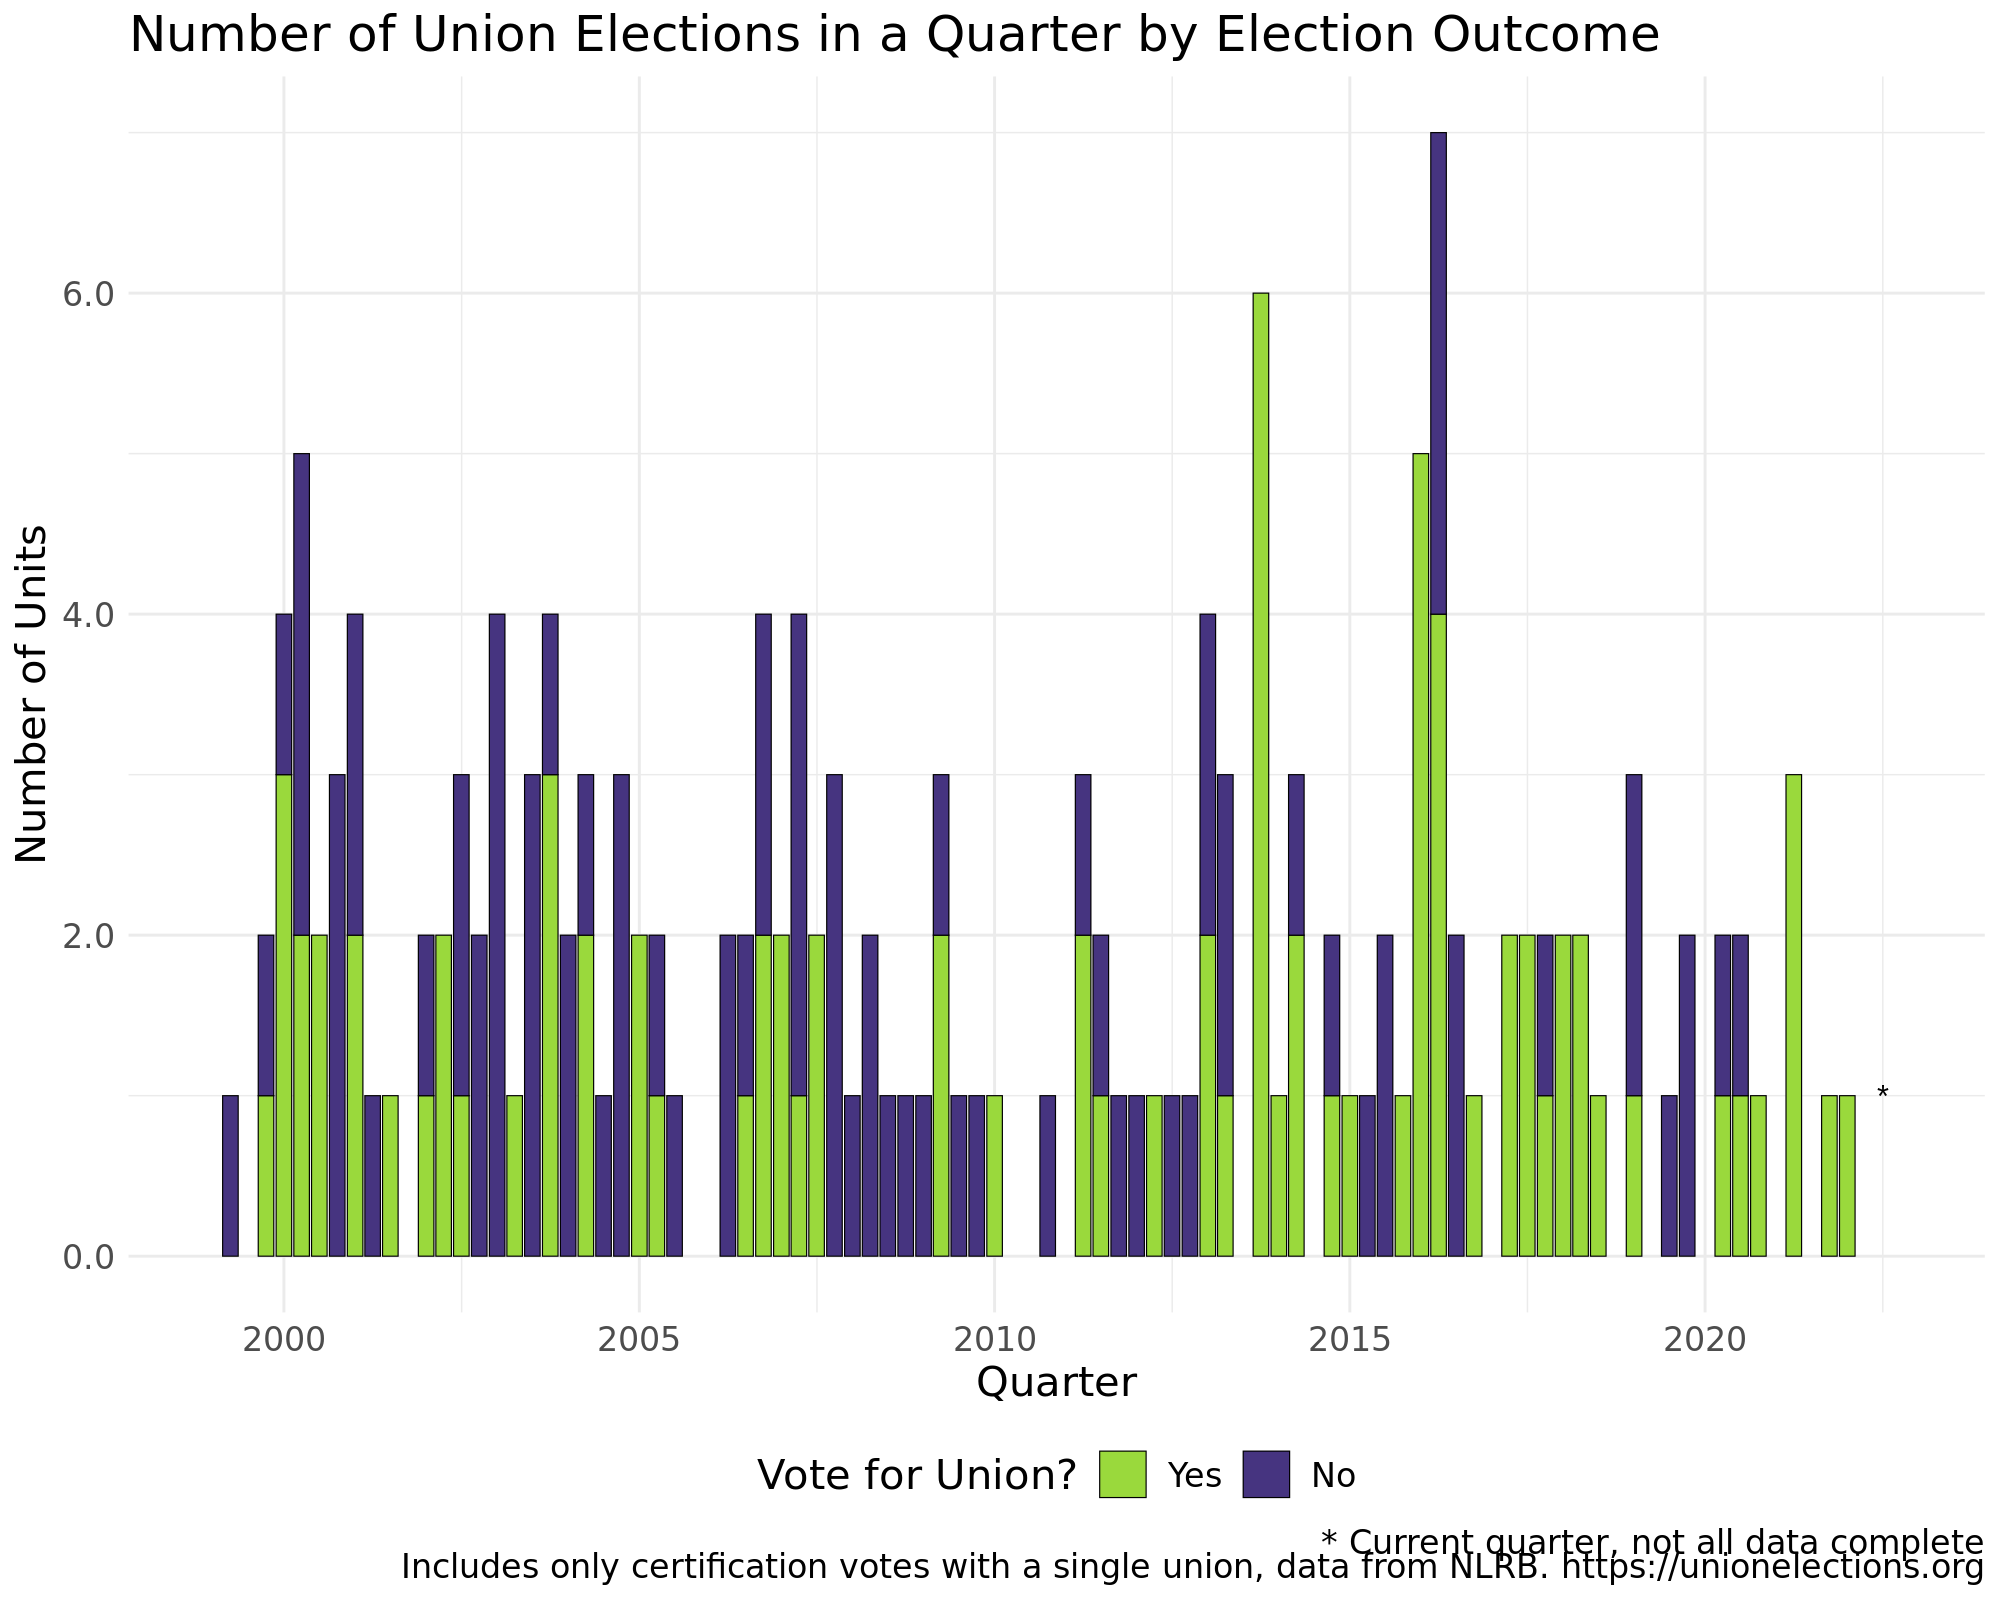 Number of Union Elections in a Quarter by Election Outcome
Number of Units
6.0
4.0
2.0
0.0
*
2000 2005 2010 2015 2020
Quarter
Vote for Union? Yes No
* Current quarter, not all data complete
Includes only certification votes with a single union, data from NLRB. https://unionelections.org